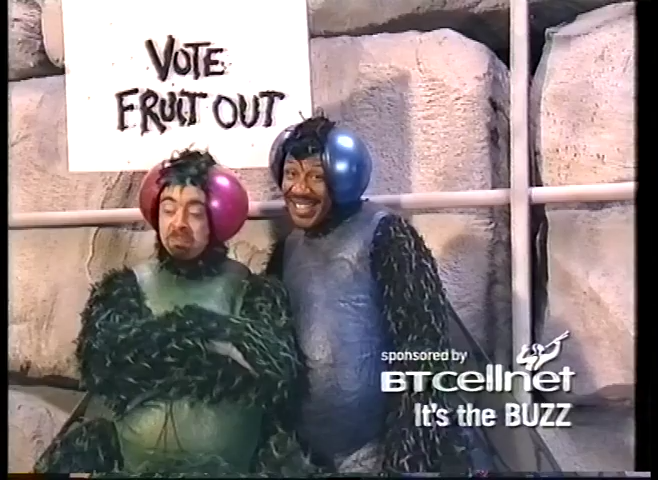 VOTE
FRUIT OUT
sponsored by
BTcellnet
It's the BUZZ